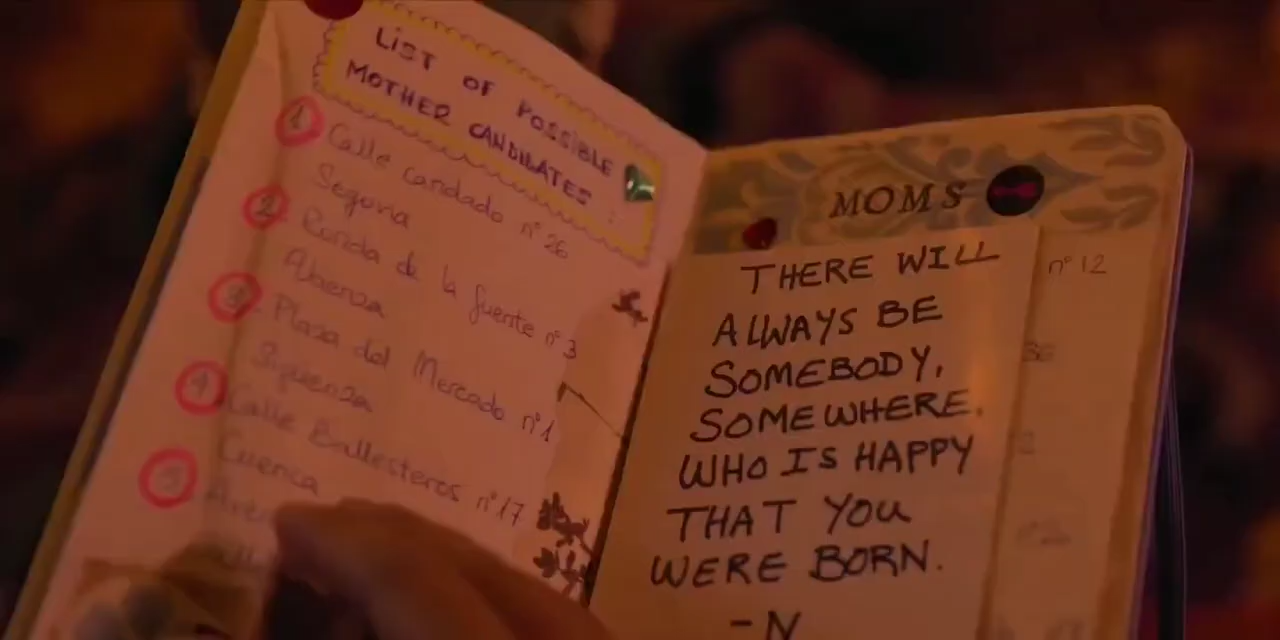 LIST OF POSSIBLE
MOTHER CANDIDATES:
1 Calle candado nº 26
Segovia
2 Ronda de la fuente nº 3
3 Plaza del Mercado nº 1
Siguenza
4 Calle Ballesteros nº 17
Cuenca
5
MOMS
THERE WILL
ALWAYS BE
SOMEBODY,
SOMEWHERE.
WHO IS HAPPY
THAT YOU
WERE BORN.
- N
nº 12